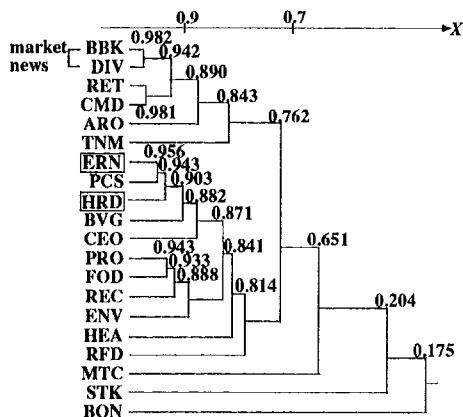 0.9 0.7
X
market news
BBK 0.982
DIV 0.942
RET 0.890
CMD 0.981 0.843
ARO 0.762
TNM
ERN 0.956
PCS 0.943
HRD 0.903
BVG 0.882
CEO 0.871
PRO 0.943 0.841 0.651
FOD 0.933
REC 0.888 0.814
ENV 0.204
HEA
RFD 0.175
MTC
STK
BON